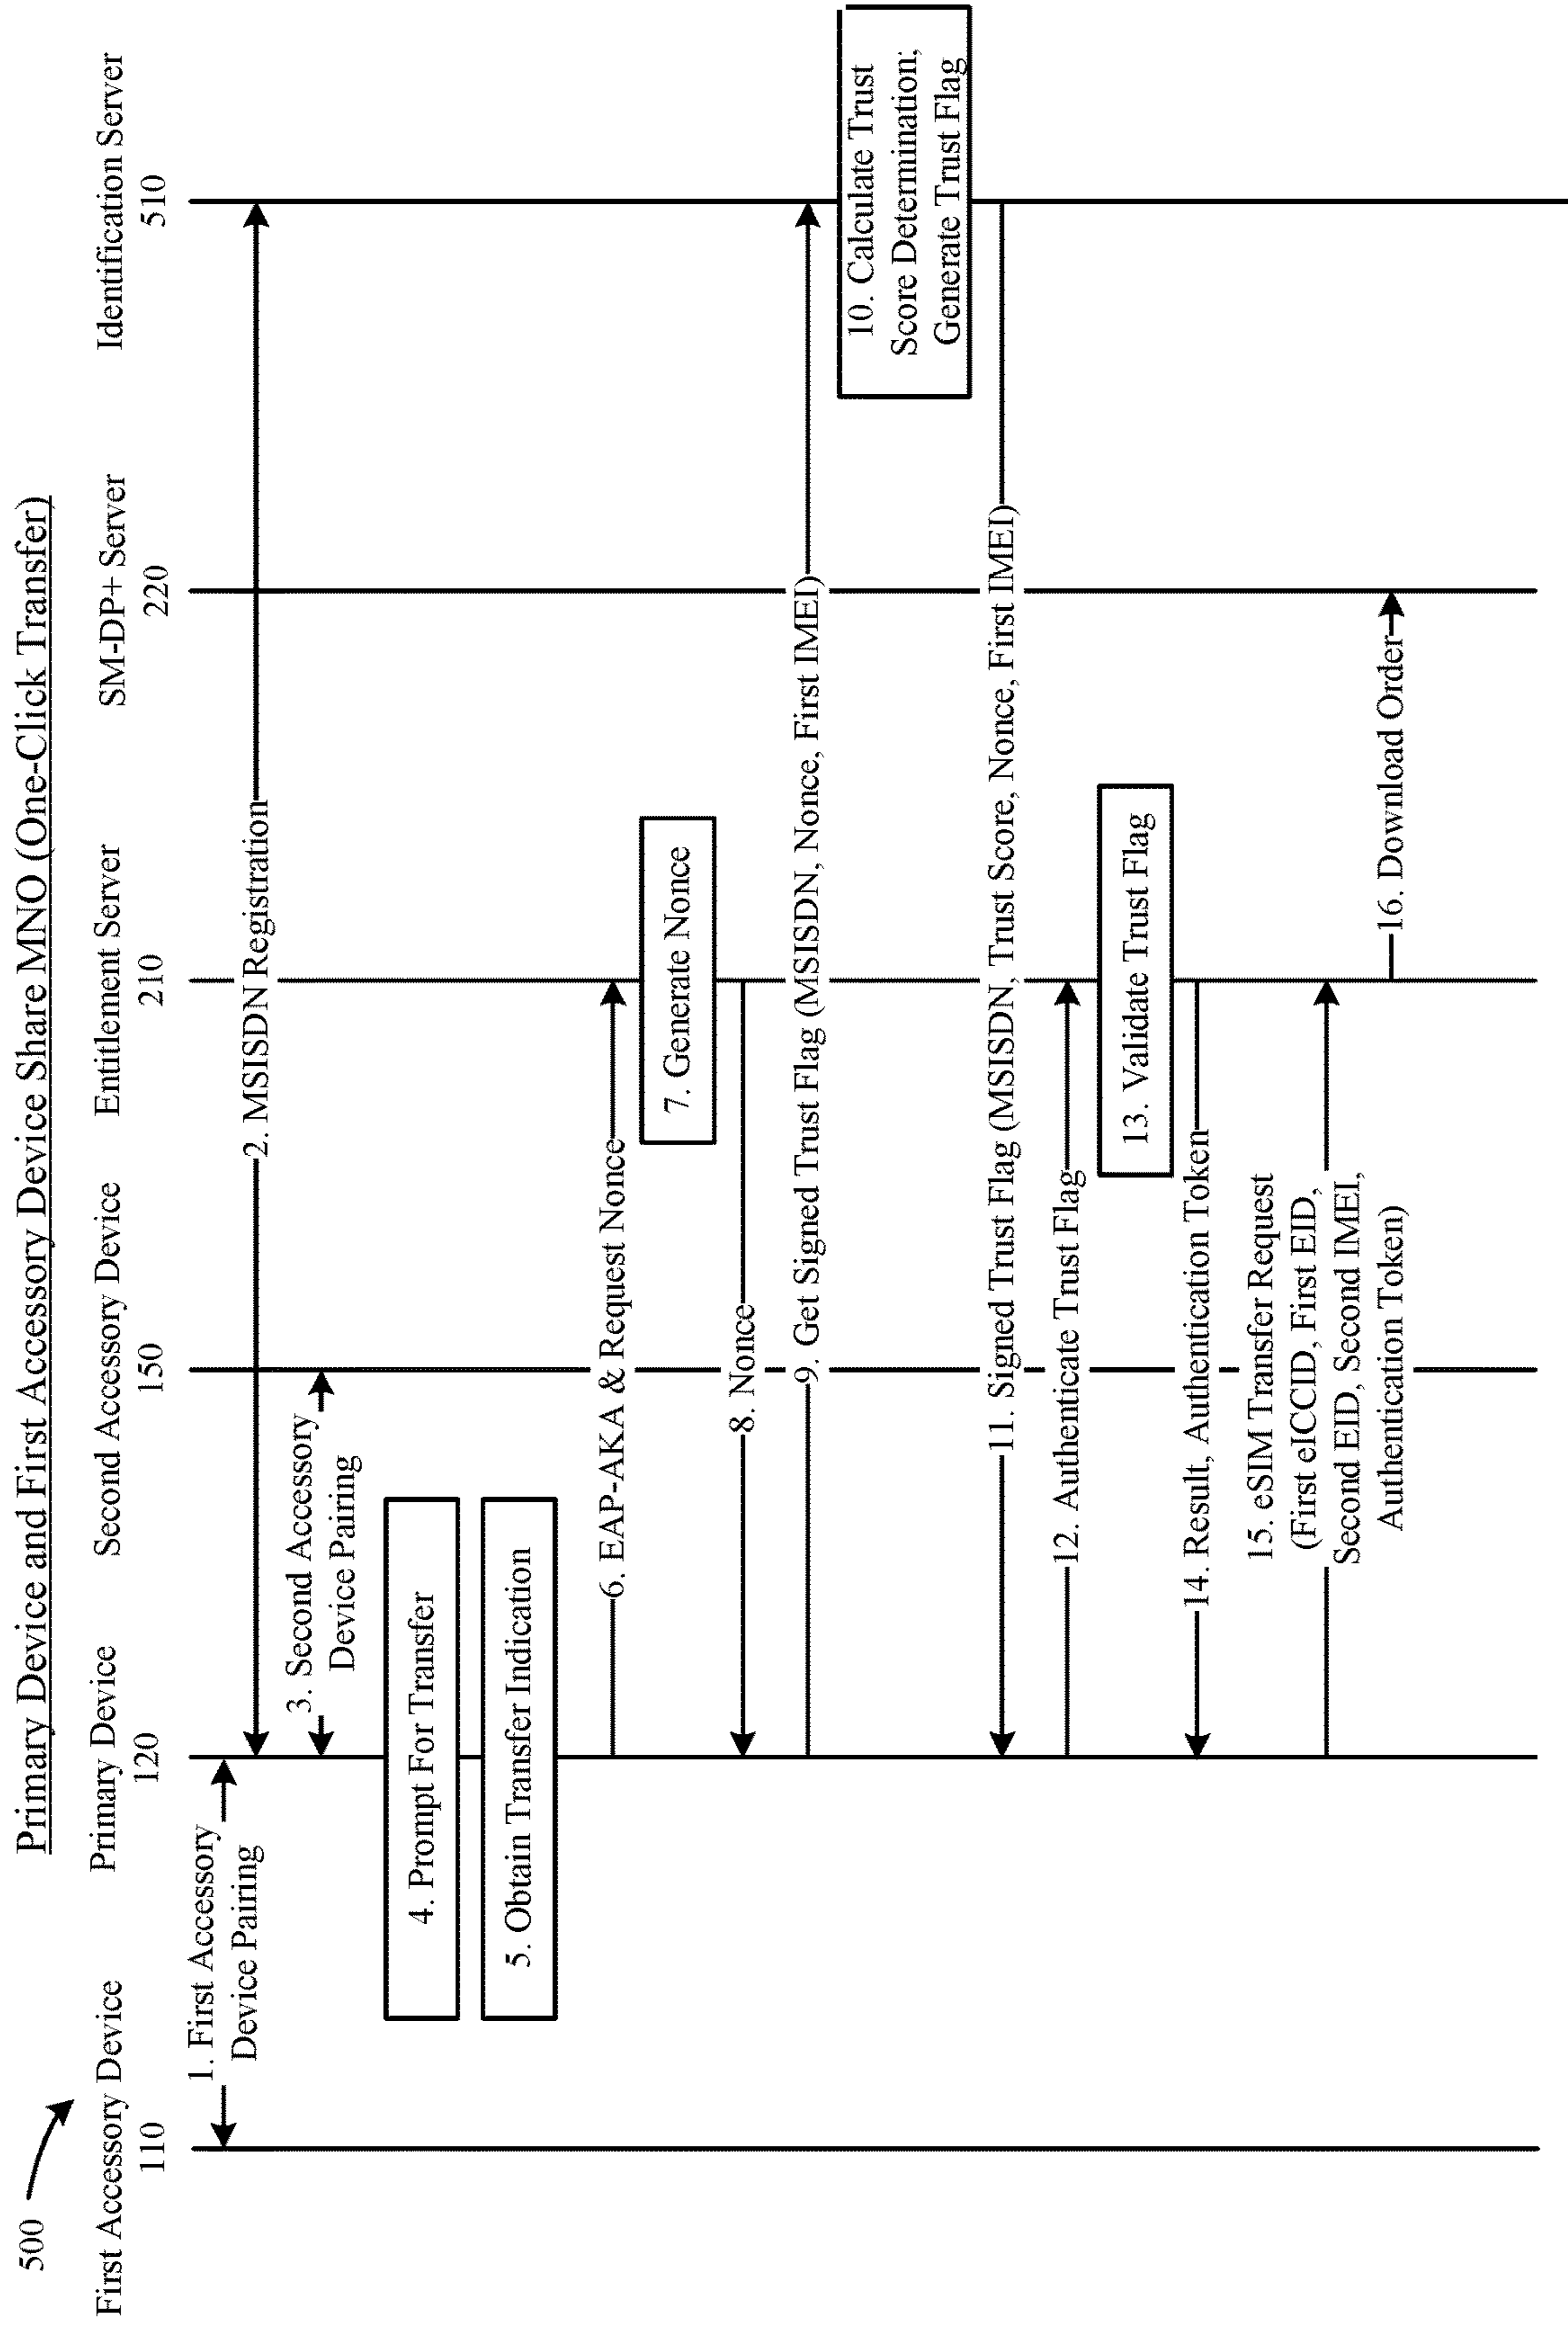 500
Primary Device and First Accessory Device Share MNO (One-Click Transfer)
First Accessory Device
110
Primary Device
120
Second Accessory Device
150
Entitlement Server
210
SM-DP+ Server
220
Identification Server
510
1. First Accessory
Device Pairing
2. MSISDN Registration
3. Second Accessory
Device Pairing
4. Prompt For Transfer
5. Obtain Transfer Indication
6. EAP-AKA & Request Nonce
7. Generate Nonce
8. Nonce
9. Get Signed Trust Flag (MSISDN, Nonce, First IMEI)
10. Calculate Trust
Score Determination;
Generate Trust Flag
11. Signed Trust Flag (MSISDN, Trust Score, Nonce, First IMEI)
12. Authenticate Trust Flag
13. Validate Trust Flag
14. Result, Authentication Token
15. eSIM Transfer Request
(First eICCID, First EID,
Second EID, Second IMEI,
Authentication Token)
16. Download Order